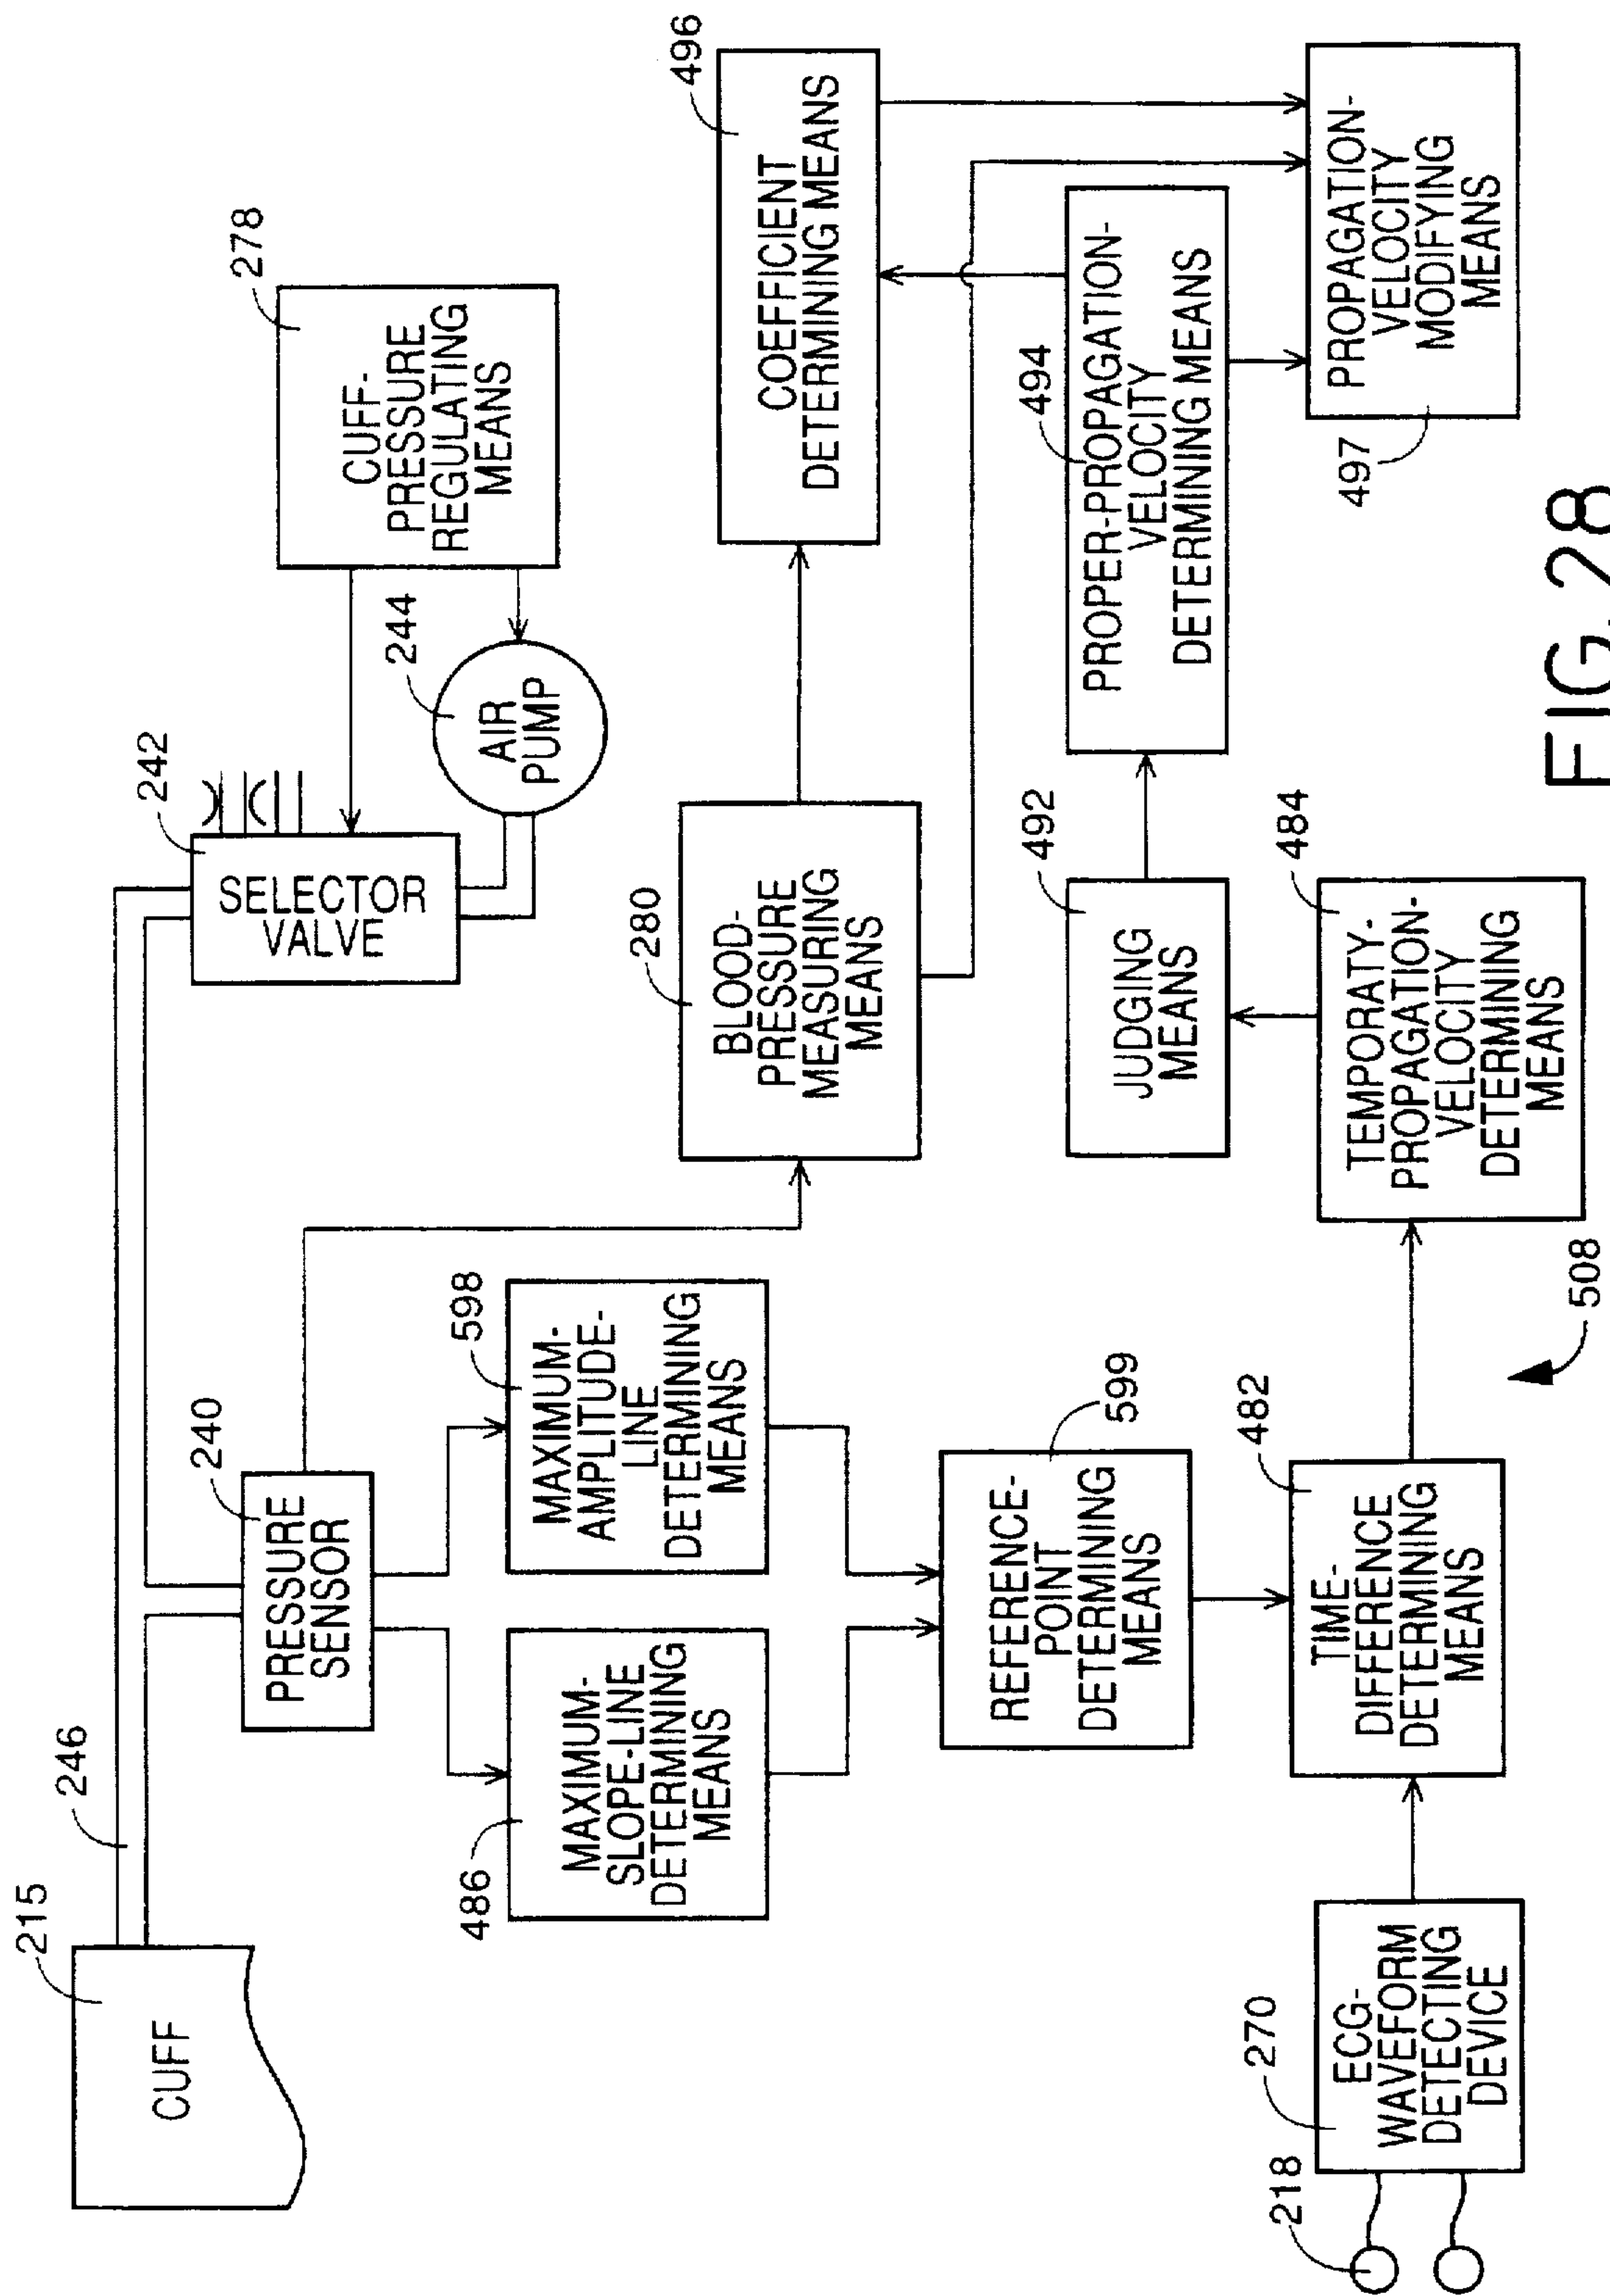 215
CUFF
246
242
SELECTOR
VALVE
244
AIR
PUMP
278
CUFF-
PRESSURE
REGULATING
MEANS
240
PRESSURE
SENSOR
486
MAXIMUM-
SLOPE-LINE
DETERMINING
MEANS
598
MAXIMUM-
AMPLITUDE-
LINE
DETERMINING
MEANS
280
BLOOD-
PRESSURE
MEASURING
MEANS
496
COEFFICIENT
DETERMINING MEANS
599
REFERENCE-
POINT
DETERMINING
MEANS
492
JUDGING
MEANS
494
PROPER-PROPAGATION-
VELOCITY
DETERMINING MEANS
218
270
ECG-
WAVEFORM
DETECTING
DEVICE
482
TIME-
DIFFERENCE
DETERMINING
MEANS
484
TEMPORATY-
PROPAGATION-
VELOCITY
DETERMINING
MEANS
497
PROPAGATION-
VELOCITY
MODIFYING
MEANS
508
FIG. 28